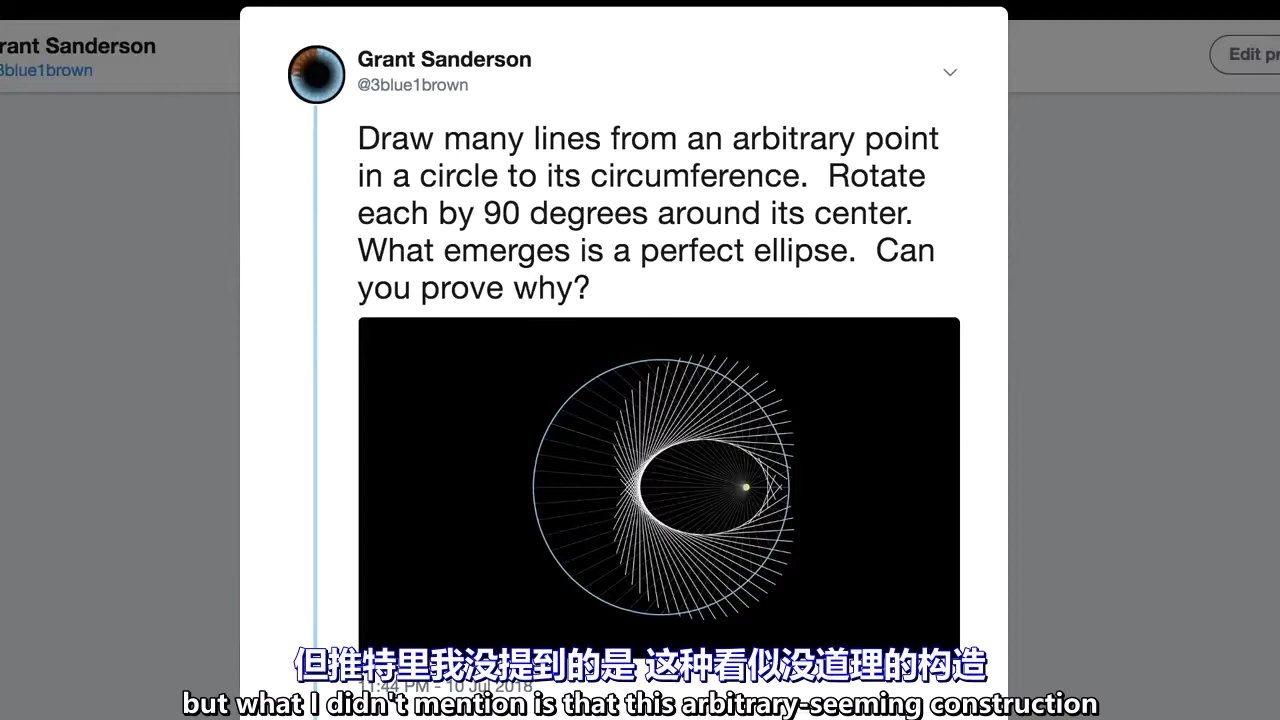 rant Sanderson
3blue1brown
Edit pr
Grant Sanderson
@3blue1brown
Draw many lines from an arbitrary point
in a circle to its circumference. Rotate
each by 90 degrees around its center.
What emerges is a perfect ellipse. Can
you prove why?
但推特里我没提到的是 这种看似没道理的构造
11:44 PM - 10 Jul 2018
but what I didn't mention is that this arbitrary-seeming construction